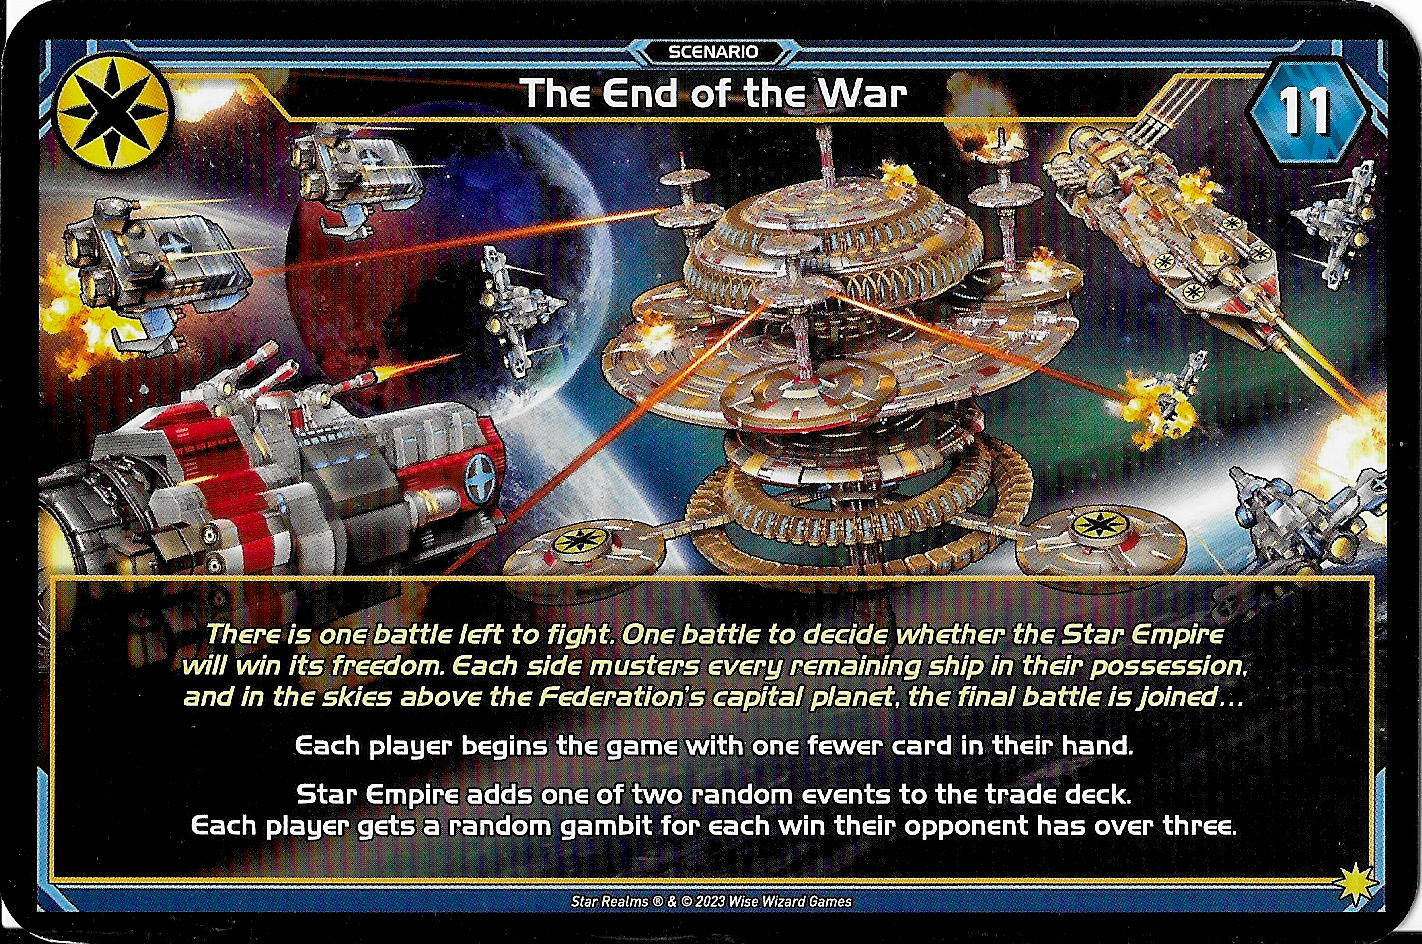 SCENARIO
The End of the War
11
There is one battle left to fight. One battle to decide whether the Star Empire
will win its freedom. Each side musters every remaining ship in their possession,
and in the skies above the Federation's capital planet, the final battle is joined...
Each player begins the game with one fewer card in their hand.
Star Empire adds one of two random events to the trade deck.
Each player gets a random gambit for each win their opponent has over three.
Star Realms ® & © 2023 Wise Wizard Games